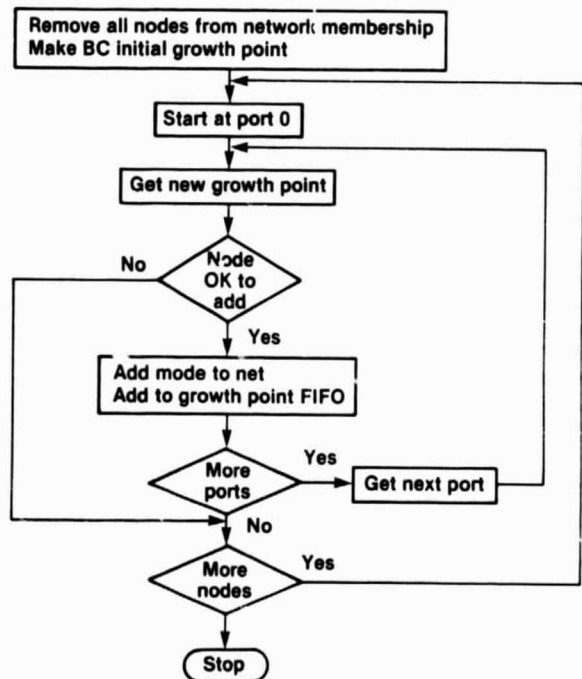 Remove all nodes from network membership
Make BC initial growth point
Start at port 0
Get new growth point
No
Node
OK to
add
Yes
Add mode to net
Add to growth point FIFO
More
ports
Yes
Get next port
No
More
nodes
Yes
Stop